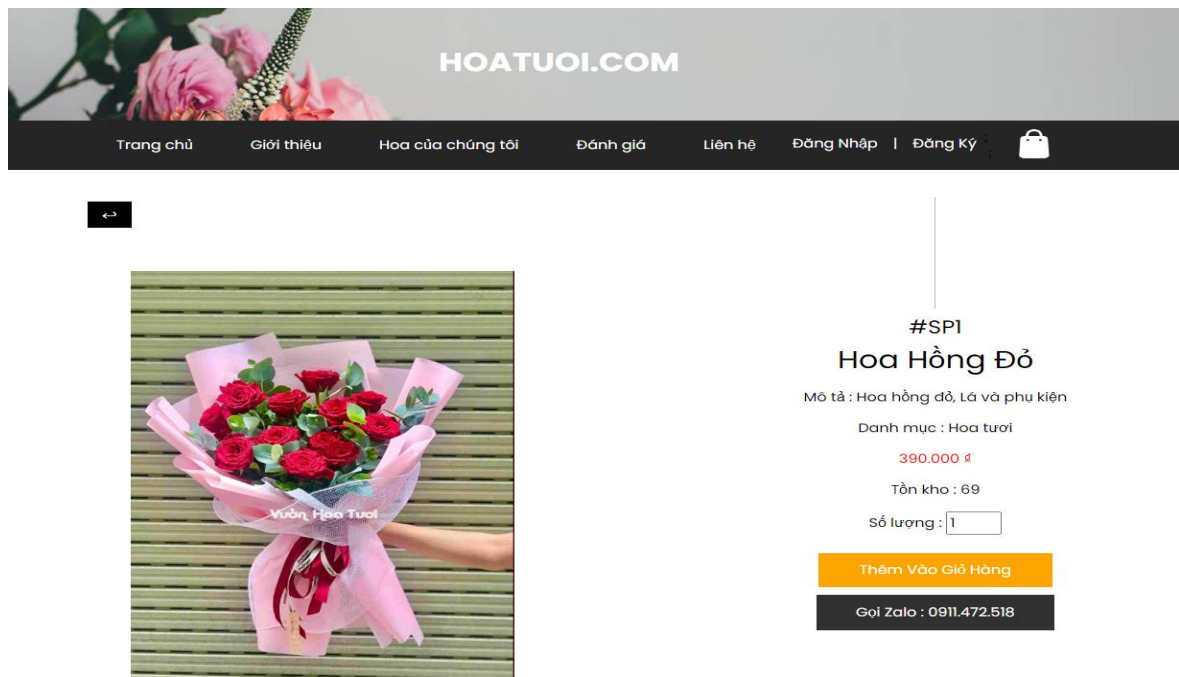 HOATUOI.COM
Trang chủ Giới thiệu Hoa của chúng tôi Đánh giá Liên hệ Đăng Nhập | Đăng Ký
#SP1
Hoa Hồng Đỏ
Mô tả : Hoa hồng đỏ, Lá và phụ kiện
Danh mục : Hoa tươi
390.000 ₫
Tồn kho : 69
Số lượng : 1
Thêm Vào Giỏ Hàng
Gọi Zalo : 0911.472.518
Vườn Hoa Tươi